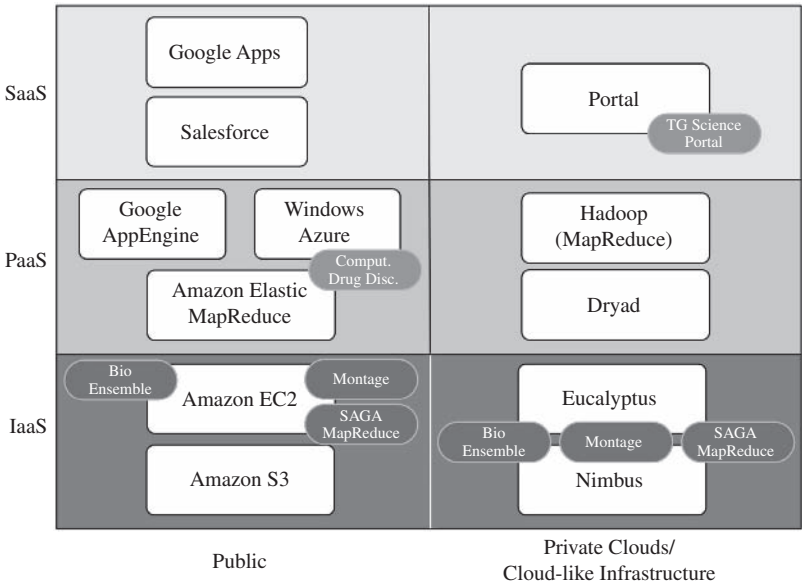 SaaS
Google Apps
Salesforce
Portal
TG Science
Portal
PaaS
Google
AppEngine
Windows
Azure
Comput.
Drug Disc.
Amazon Elastic
MapReduce
Hadoop
(MapReduce)
Dryad
IaaS
Bio
Ensemble
Amazon EC2
Montage
SAGA
MapReduce
Amazon S3
Eucalyptus
Bio
Ensemble
Montage
SAGA
MapReduce
Nimbus
Public
Private Clouds/
Cloud-like Infrastructure